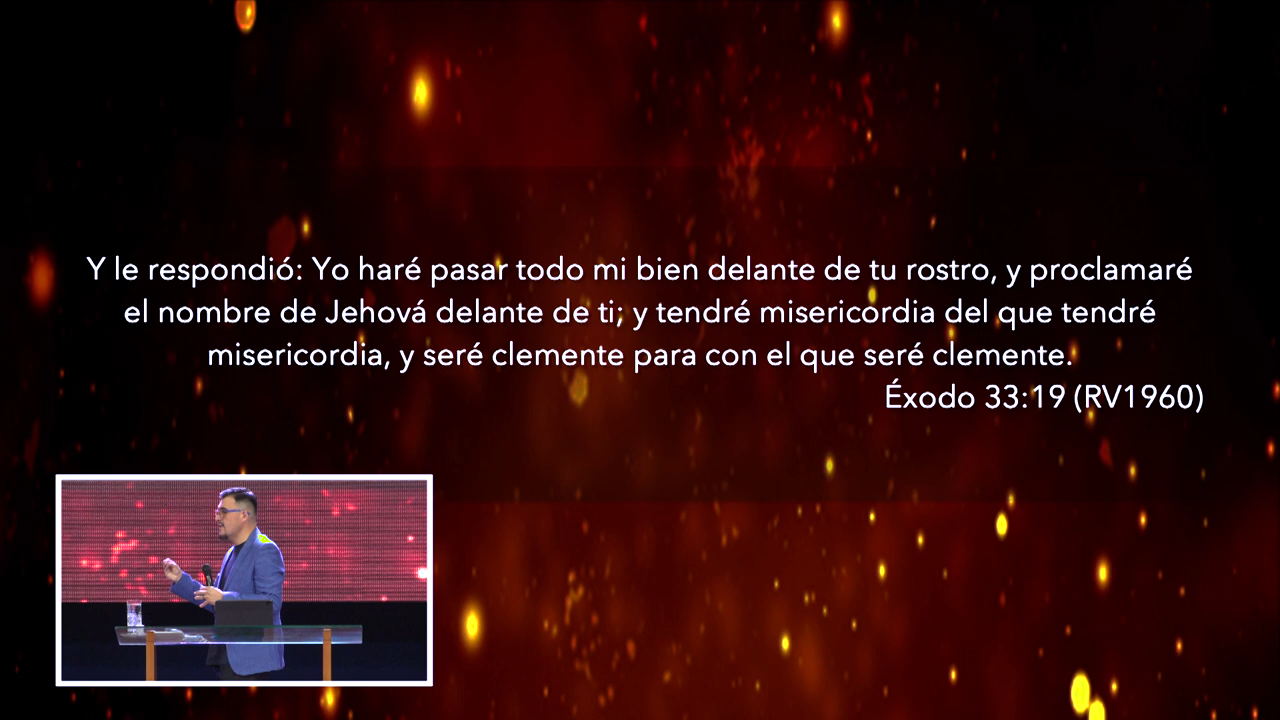 Y le respondió: Yo haré pasar todo mi bien delante de tu rostro, y proclamaré
el nombre de Jehová delante de ti; y tendré misericordia del que tendré
misericordia, y seré clemente para con el que seré clemente.
Éxodo 33:19 (RV1960)